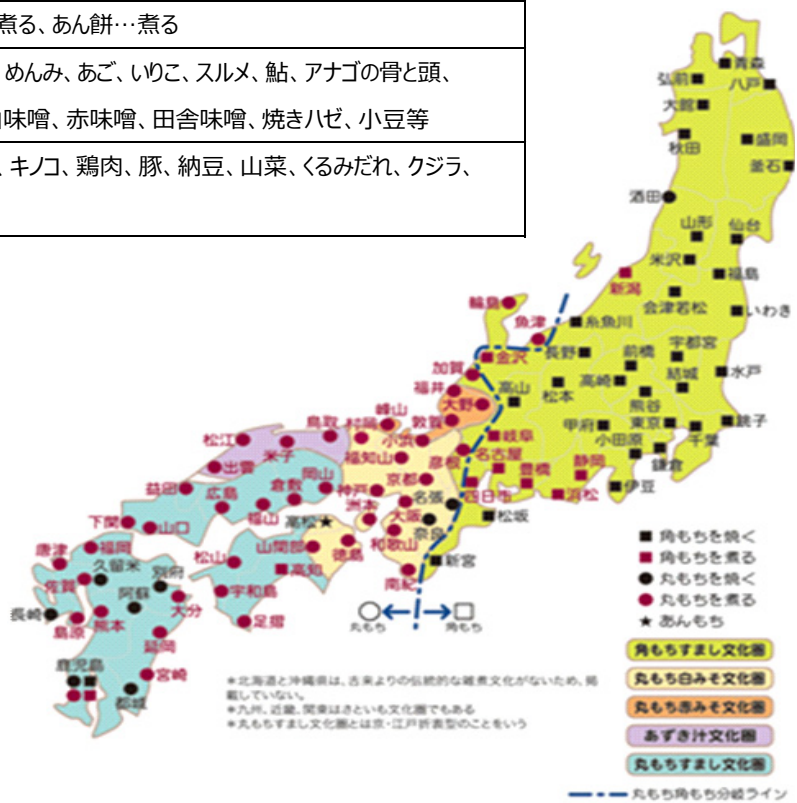 煮る、あん餅…煮る
めんみ、あご、いりこ、スルメ、鮎、アナゴの骨と頭、
味噌、赤味噌、田舎味噌、焼きハゼ、小豆等
、キノコ、鶏肉、豚、納豆、山菜、くるみだれ、クジラ、
青森
弘前
八戸
大館
秋田
盛岡
釜石
酒田
山形
仙台
米沢
福島
新潟
会津若松
いわき
輪島
魚津
糸魚川
金沢
長野
前橋
宇都宮
加賀
高山
松本
高崎
結城
水戸
福井
大野
熊谷
峰山
鳥取
村岡
敦賀
岐阜
甲府
東京
銚子
松江
米子
小浜
小田原
千葉
福知山
彦根
名古屋
静岡
鎌倉
出雲
岡山
京都
豊橋
伊豆
益田
広島
倉敷
神戸
名張
四日市
浜松
福山
洲本
大阪
松坂
下関
山口
高松
奈良
唐津
福岡
松山
山間部
徳島
和歌山
新宮
久留米
別府
高知
佐賀
阿蘇
宇和島
南紀
長崎
大分
島原
熊本
足摺
丸もち
角もち
延岡
鹿児島
宮崎
都城
■ 角もちを焼く
■ 角もちを煮る
● 丸もちを焼く
● 丸もちを煮る
★ あんもち
角もちすまし文化圏
丸もち白みそ文化圏
丸もち赤みそ文化圏
あずき汁文化圏
丸もちすまし文化圏
丸もち角もち分岐ライン
*北海道と沖縄県は、古来よりの伝統的な雑煮文化がないため、掲
載していない。
*九州、近畿、関東はさといも文化圏でもある
*丸もちすまし文化圏とは京・江戸折衷型のことをいう